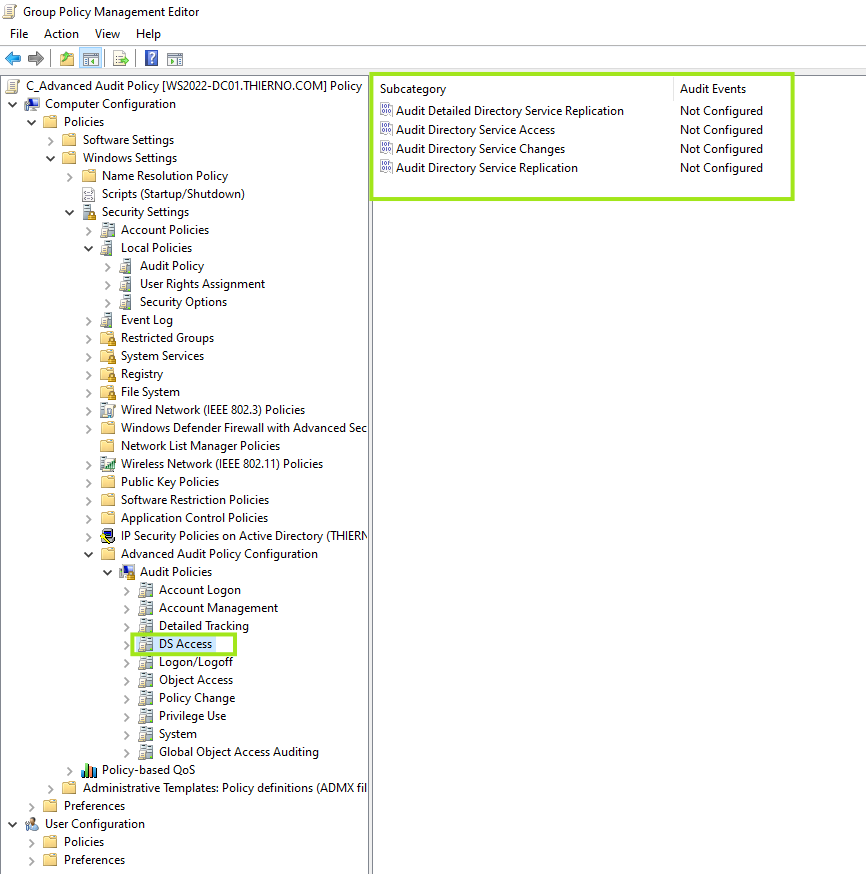 Group Policy Management Editor
File Action View Help
C_Advanced Audit Policy [WS2022-DC01.THIERNO.COM] Policy
Computer Configuration
Policies
Software Settings
Windows Settings
Name Resolution Policy
Scripts (Startup/Shutdown)
Security Settings
Account Policies
Local Policies
Audit Policy
User Rights Assignment
Security Options
Event Log
Restricted Groups
System Services
Registry
File System
Wired Network (IEEE 802.3) Policies
Windows Defender Firewall with Advanced Sec
Network List Manager Policies
Wireless Network (IEEE 802.11) Policies
Public Key Policies
Software Restriction Policies
Application Control Policies
IP Security Policies on Active Directory (THIERN
Advanced Audit Policy Configuration
Audit Policies
Account Logon
Account Management
Detailed Tracking
DS Access
Logon/Logoff
Object Access
Policy Change
Privilege Use
System
Global Object Access Auditing
Policy-based QoS
Administrative Templates: Policy definitions (ADMX fil
Preferences
User Configuration
Policies
Preferences
Subcategory Audit Events
Audit Detailed Directory Service Replication Not Configured
Audit Directory Service Access Not Configured
Audit Directory Service Changes Not Configured
Audit Directory Service Replication Not Configured